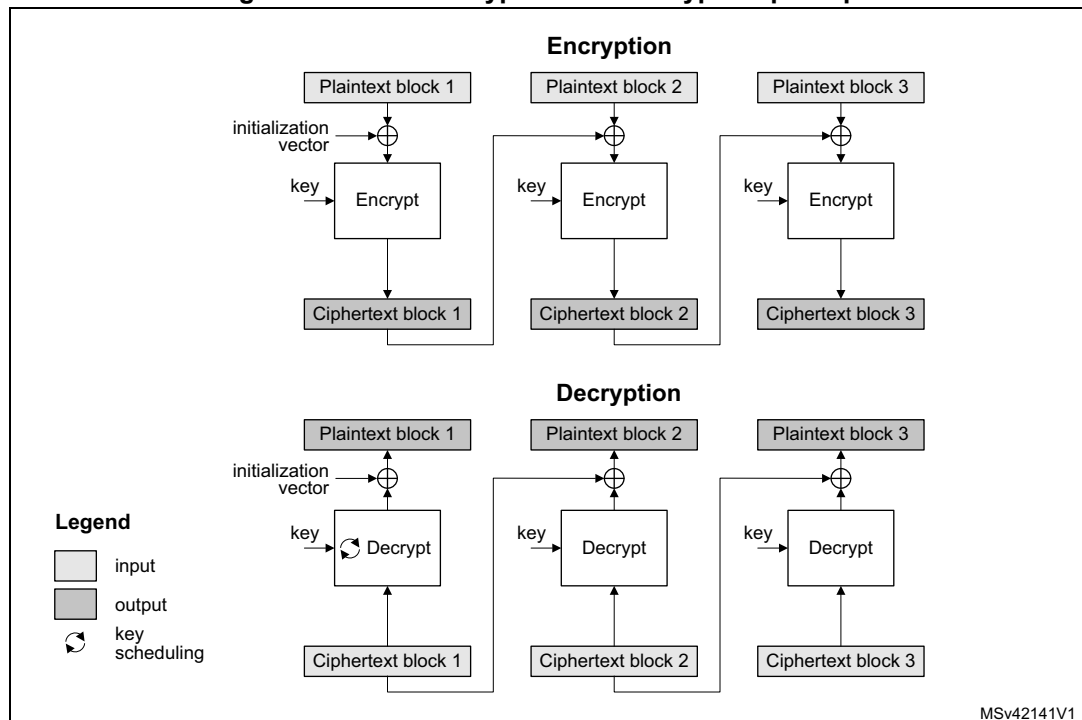 Encryption
Plaintext block 1
Plaintext block 2
Plaintext block 3
initialization
vector
key
Encrypt
key
Encrypt
key
Encrypt
Ciphertext block 1
Ciphertext block 2
Ciphertext block 3
Decryption
Plaintext block 1
Plaintext block 2
Plaintext block 3
initialization
vector
key
Decrypt
key
Decrypt
key
Decrypt
Legend
input
output
key
scheduling
Ciphertext block 1
Ciphertext block 2
Ciphertext block 3
MSv42141V1